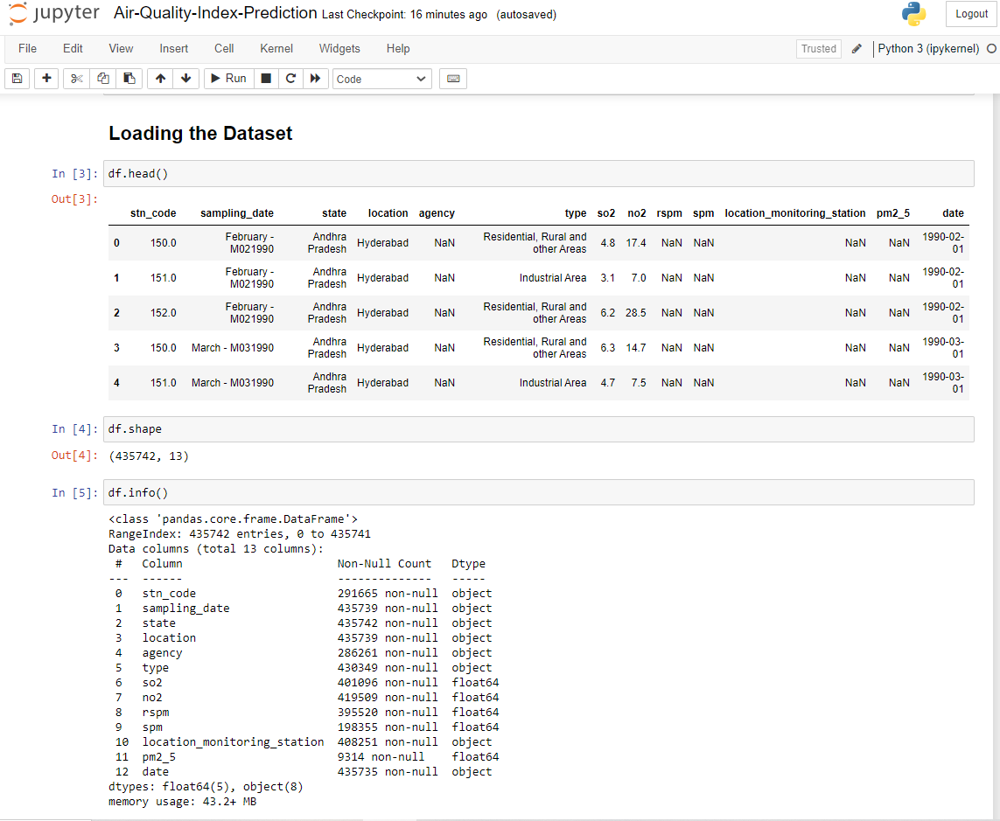 jupyter Air-Quality-Index-Prediction Last Checkpoint: 16 minutes ago (autosaved) Logout
File Edit View Insert Cell Kernel Widgets Help Trusted Python 3 (ipykernel)
Run Code
Loading the Dataset
In [3]: df.head()
Out[3]:
stn_code sampling_date state location agency type so2 no2 rspm spm location_monitoring_station pm2_5 date
0 150.0 February - M021990 Andhra Pradesh Hyderabad NaN Residential, Rural and other Areas 4.8 17.4 NaN NaN NaN NaN 1990-02-01
1 151.0 February - M021990 Andhra Pradesh Hyderabad NaN Industrial Area 3.1 7.0 NaN NaN NaN NaN 1990-02-01
2 152.0 February - M021990 Andhra Pradesh Hyderabad NaN Residential, Rural and other Areas 6.2 28.5 NaN NaN NaN NaN 1990-02-01
3 150.0 March - M031990 Andhra Pradesh Hyderabad NaN Residential, Rural and other Areas 6.3 14.7 NaN NaN NaN NaN 1990-03-01
4 151.0 March - M031990 Andhra Pradesh Hyderabad NaN Industrial Area 4.7 7.5 NaN NaN NaN NaN 1990-03-01
In [4]: df.shape
Out[4]: (435742, 13)
In [5]: df.info()
<class 'pandas.core.frame.DataFrame'>
RangeIndex: 435742 entries, 0 to 435741
Data columns (total 13 columns):
# Column Non-Null Count Dtype
--- ------ -------------- -----
0 stn_code 291665 non-null object
1 sampling_date 435739 non-null object
2 state 435742 non-null object
3 location 435739 non-null object
4 agency 286261 non-null object
5 type 430349 non-null object
6 so2 401096 non-null float64
7 no2 419509 non-null float64
8 rspm 395520 non-null float64
9 spm 198355 non-null float64
10 location_monitoring_station 408251 non-null object
11 pm2_5 9314 non-null float64
12 date 435735 non-null object
dtypes: float64(5), object(8)
memory usage: 43.2+ MB